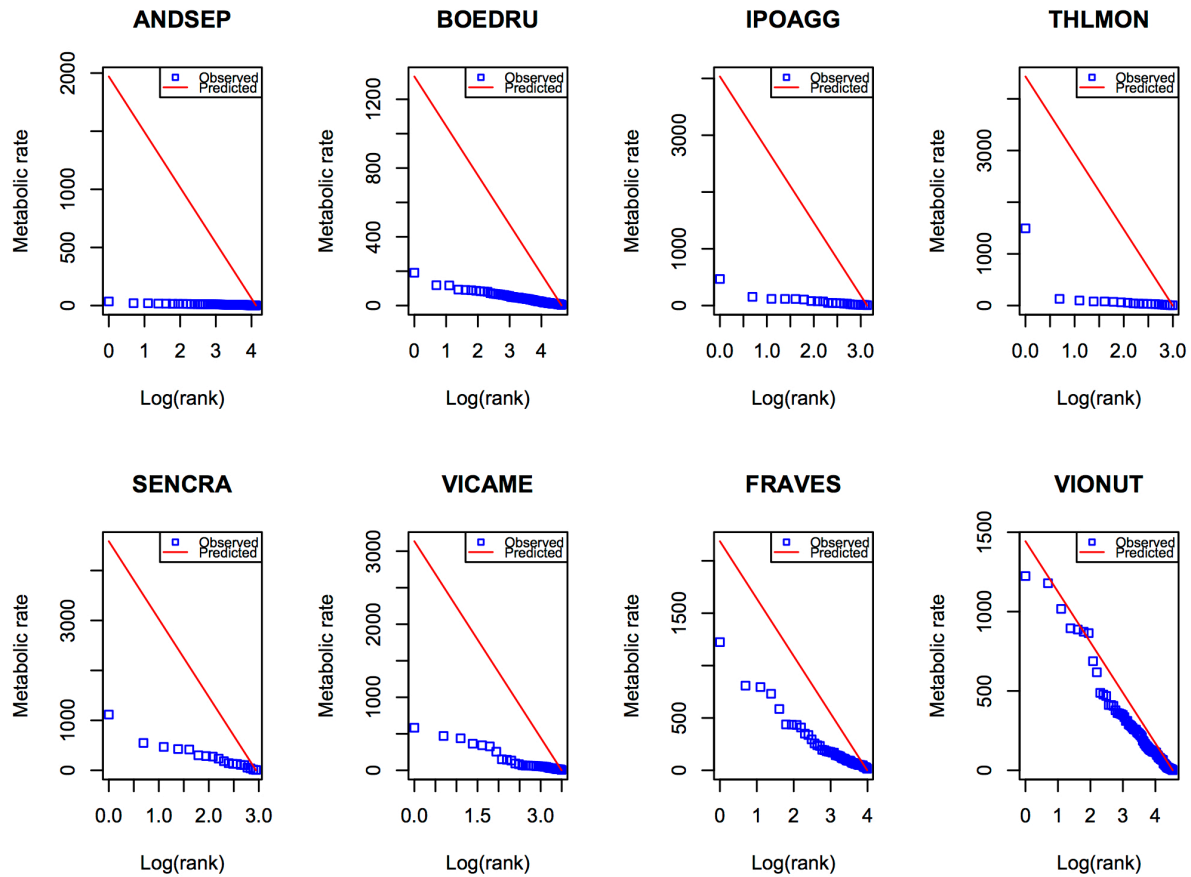 ANDSEP
BOEDRU
IPOAGG
THLMON
Metabolic rate
0 500 1000 2000
Observed
Predicted
0 1 2 3 4
Log(rank)
Metabolic rate
0 400 800 1200
Observed
Predicted
0 1 2 3 4
Log(rank)
Metabolic rate
0 1000 3000
Observed
Predicted
0.0 1.0 2.0 3.0
Log(rank)
Metabolic rate
0 1000 3000
Observed
Predicted
0.0 1.0 2.0 3.0
Log(rank)
SENCRA
VICAME
FRAVES
VIONUT
Metabolic rate
0 1000 3000
Observed
Predicted
0.0 1.0 2.0 3.0
Log(rank)
Metabolic rate
0 1000 2000 3000
Observed
Predicted
0.0 1.5 3.0
Log(rank)
Metabolic rate
0 500 1500
Observed
Predicted
0 1 2 3 4
Log(rank)
Metabolic rate
0 500 1000 1500
Observed
Predicted
0 1 2 3 4
Log(rank)